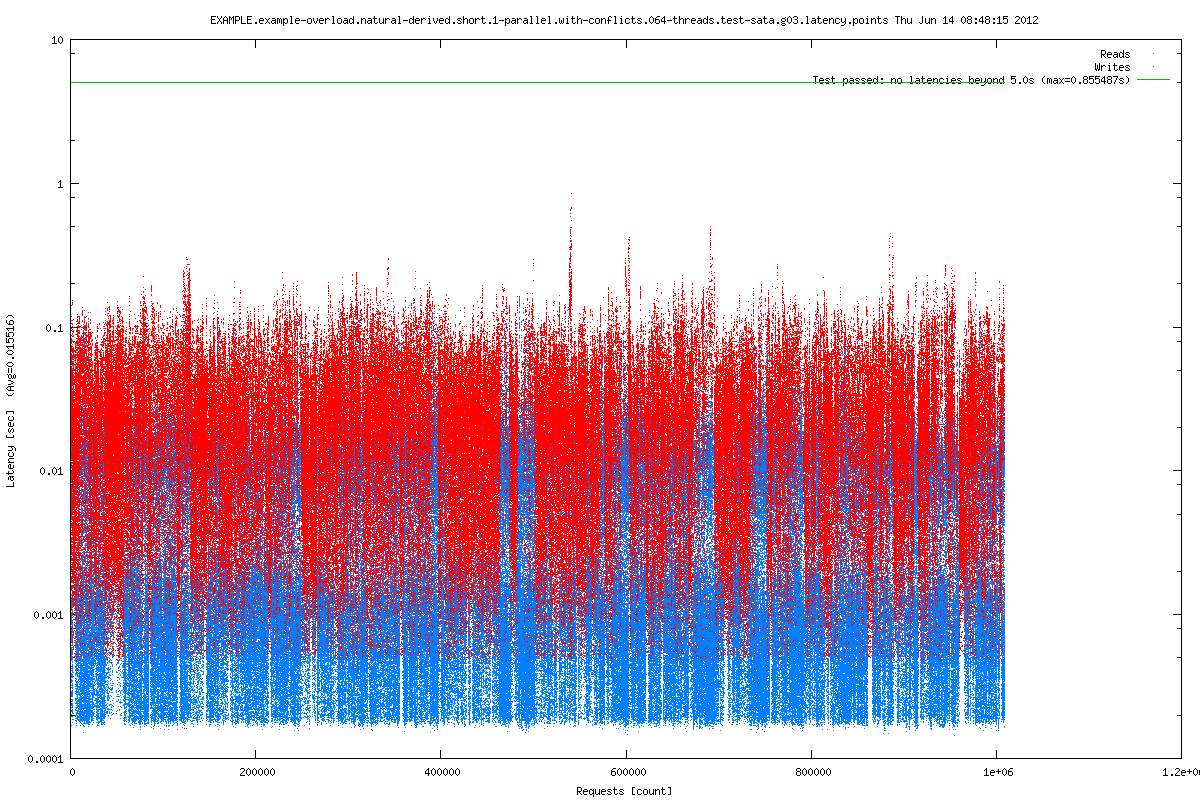 EXAMPLE.example-overload.natural-derived.short.1-parallel.with-conflicts.064-threads.test-sata.g03.latency.points Thu Jun 14 08:48:15 2012
10
Reads
Writes
Test passed: no latencies beyond 5.0s (max=0.855487s)
1
0.1
Latency [sec] (Avg=0.015516)
0.01
0.001
0.0001
0 200000 400000 600000 800000 1e+06 1.2e+0
Requests [count]